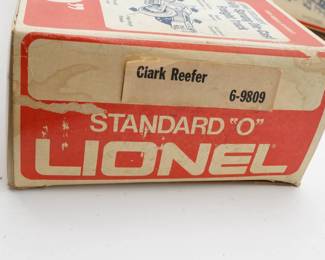 Clark Reefer
6-9809
STANDARD "O"
LIONEL